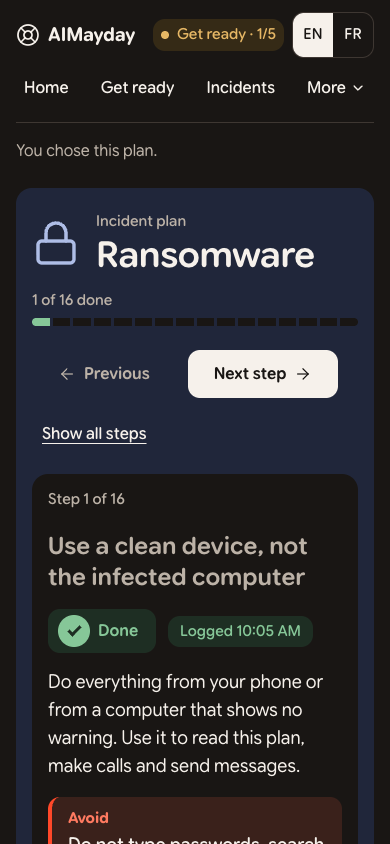 AIMayday
Get ready · 1/5
EN
FR
Home
Get ready
Incidents
More
You chose this plan.
Incident plan
Ransomware
1 of 16 done
← Previous
Next step →
Show all steps
Step 1 of 16
Use a clean device, not
the infected computer
Done
Logged 10:05 AM
Do everything from your phone or
from a computer that shows no
warning. Use it to read this plan,
make calls and send messages.
Avoid
Do not type passwords, search